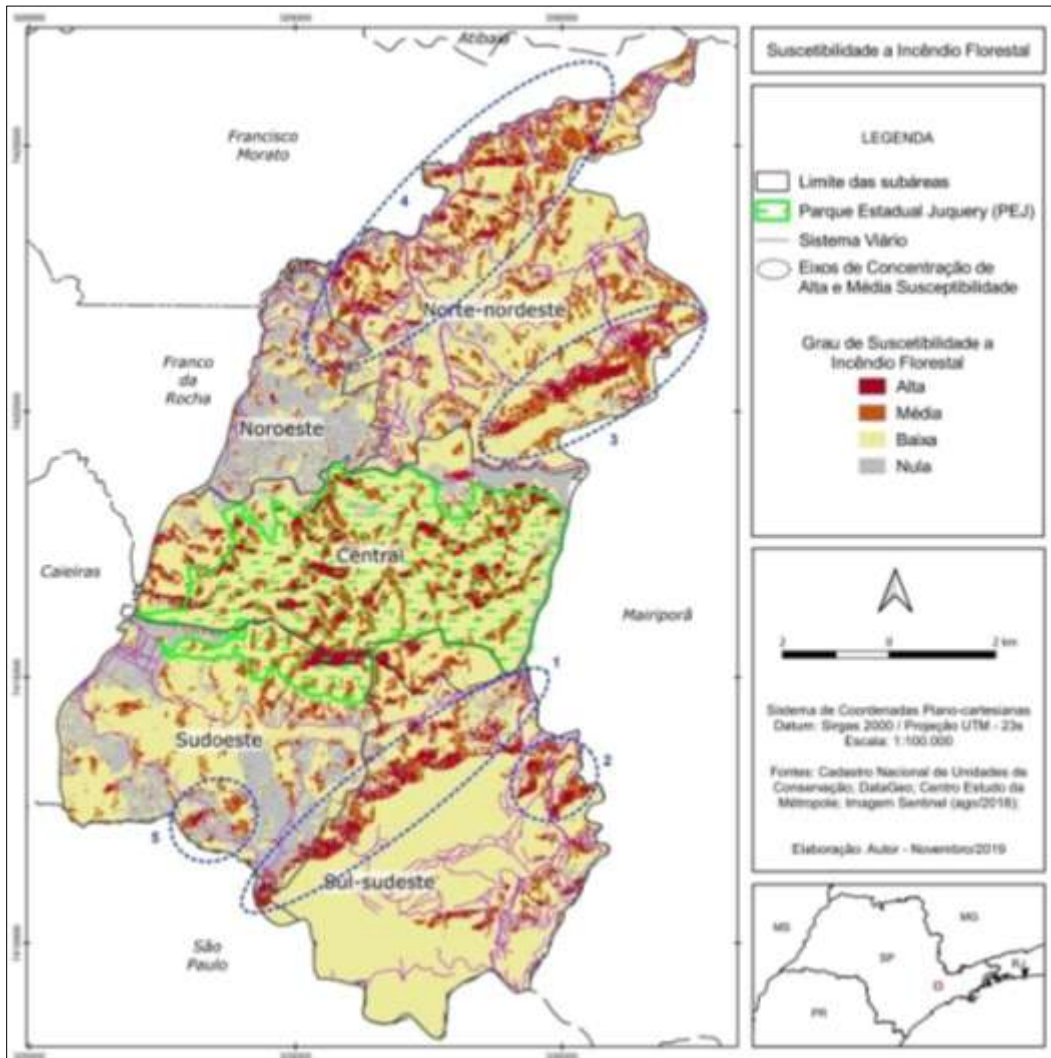 Suscetibilidade a Incêndio Florestal
LEGENDA
Limite das subáreas
Parque Estadual Juquery (PEJ)
Sistema Viário
Eixos de Concentração de
Alta e Média Susceptibilidade
Grau de Suscetibilidade a
Incêndio Florestal
Alta
Média
Baixa
Nula
Atibaia
Francisco
Morato
4
Norte-nordeste
Franco
da
Rocha
Noroeste
3
Central
Caieiras
Mairiporã
1
Sudoeste
2
5
Sul-sudeste
São
Paulo
2 0 2 km
Sistema de Coordenadas Plano-cartesianas
Datum: Sirgas 2000 / Projeção UTM - 23s
Escala: 1:100.000
Fontes: Cadastro Nacional de Unidades de
Conservação; DataGeo; Centro Estudo da
Métropole; Imagem Sentinel (ago/2018);
Elaboração: Autor - Novembro/2019
MS
MG
SP
RJ
PR